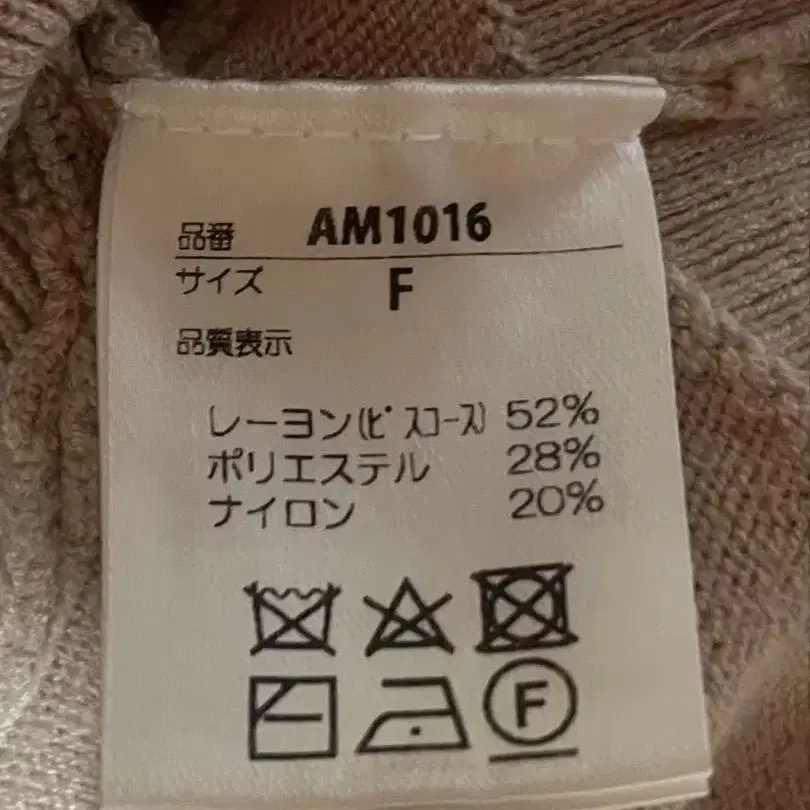 品番 AM1016
サイズ F
品質表示
レーヨン(ビスコース) 52%
ポリエステル 28%
ナイロン 20%
F